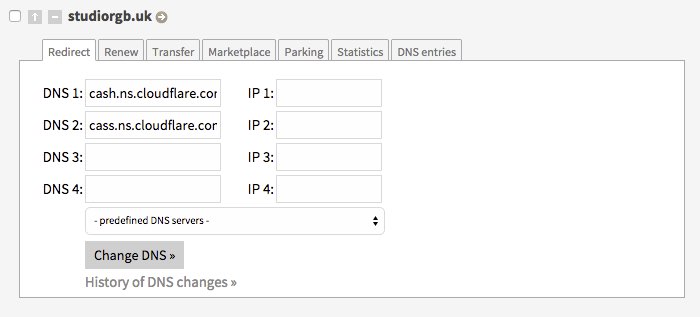 studiorgb.uk
Redirect Renew Transfer Marketplace Parking Statistics DNS entries
DNS 1: cash.ns.cloudflare.cor IP 1:
DNS 2: cass.ns.cloudflare.cor IP 2:
DNS 3: IP 3:
DNS 4: IP 4:
- predefined DNS servers -
Change DNS »
History of DNS changes »